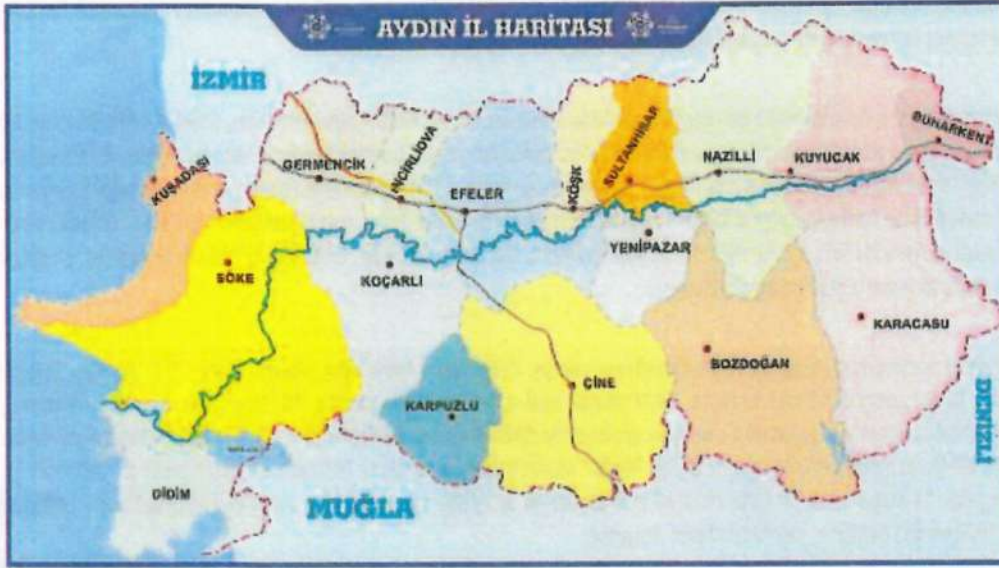 AYDIN İL HARİTASI
İZMİR
KUŞADASI
GERMENCİK
İNCİRLİOVA
EFELER
KÖŞK
SULTANHİSAR
NAZİLLİ
KUYUCAK
BUHARKENT
SÖKE
KOÇARLI
YENİPAZAR
KARACASU
BOZDOĞAN
ÇİNE
KARPUZLU
DENİZLİ
DİDİM
MUĞLA